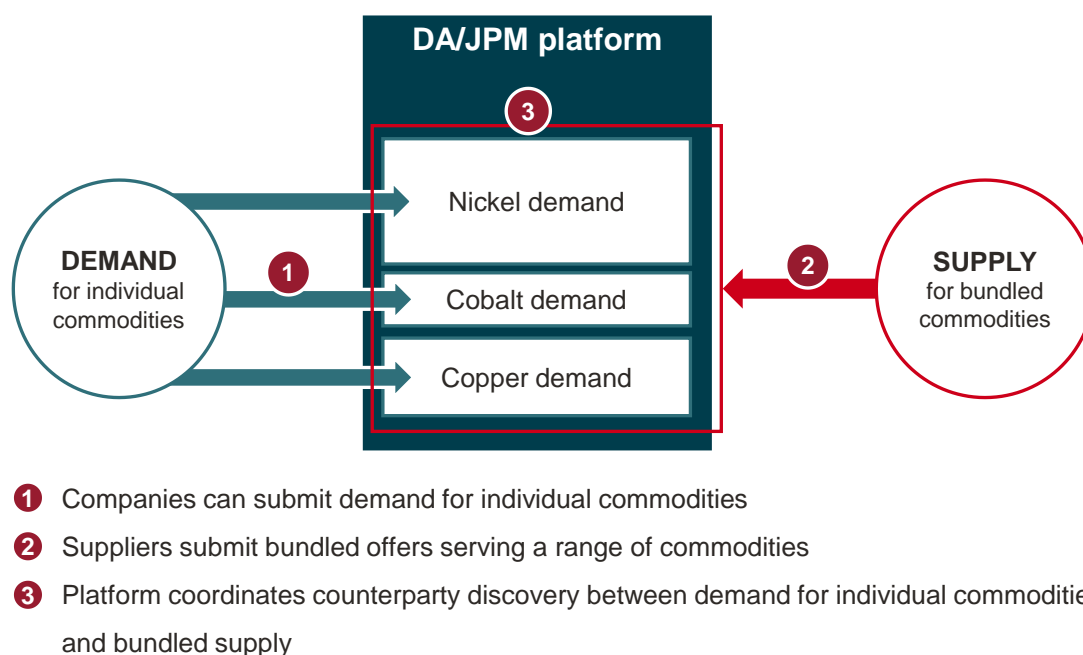 DA/JPM platform
3
Nickel demand
DEMAND
for individual
commodities
1
Cobalt demand
2
SUPPLY
for bundled
commodities
Copper demand
1 Companies can submit demand for individual commodities
2 Suppliers submit bundled offers serving a range of commodities
3 Platform coordinates counterparty discovery between demand for individual commoditie
and bundled supply